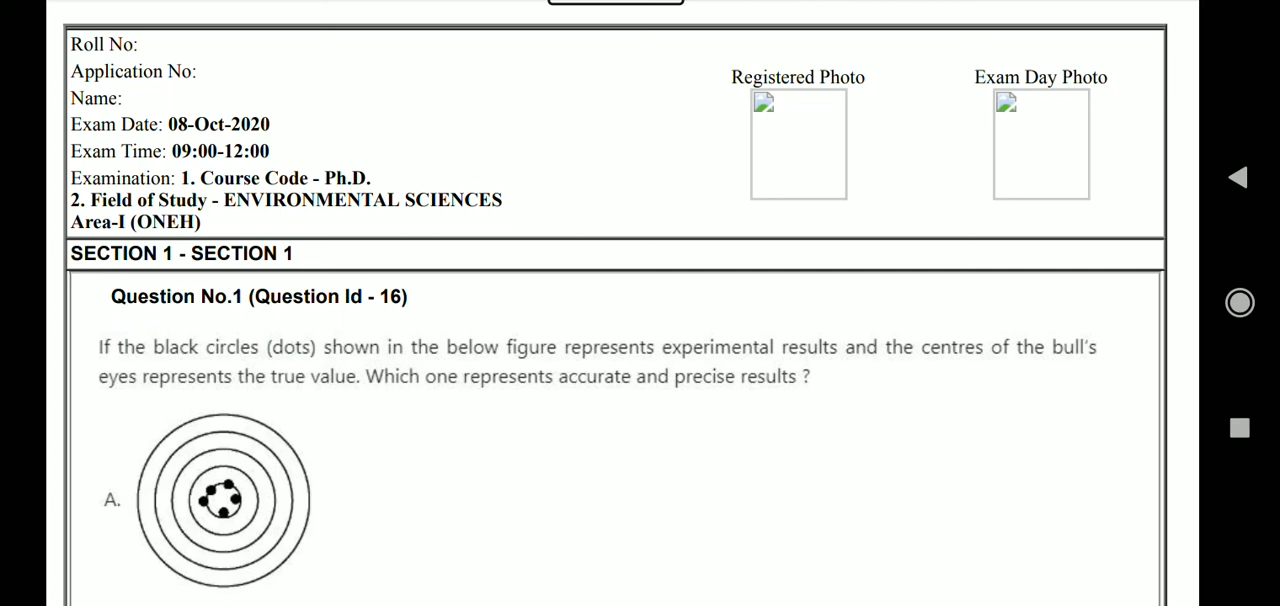 Roll No:
Application No:
Name:
Exam Date: 08-Oct-2020
Exam Time: 09:00-12:00
Examination: 1. Course Code - Ph.D.
2. Field of Study - ENVIRONMENTAL SCIENCES
Area-I (ONEH)
Registered Photo
Exam Day Photo
SECTION 1 - SECTION 1
Question No.1 (Question Id - 16)
If the black circles (dots) shown in the below figure represents experimental results and the centres of the bull's
eyes represents the true value. Which one represents accurate and precise results ?
A.